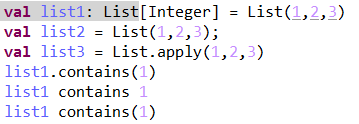 val list1: List[Integer] = List(1,2,3)
val list2 = List(1,2,3);
val list3 = List.apply(1,2,3)
list1.contains(1)
list1 contains 1
list1 contains(1)